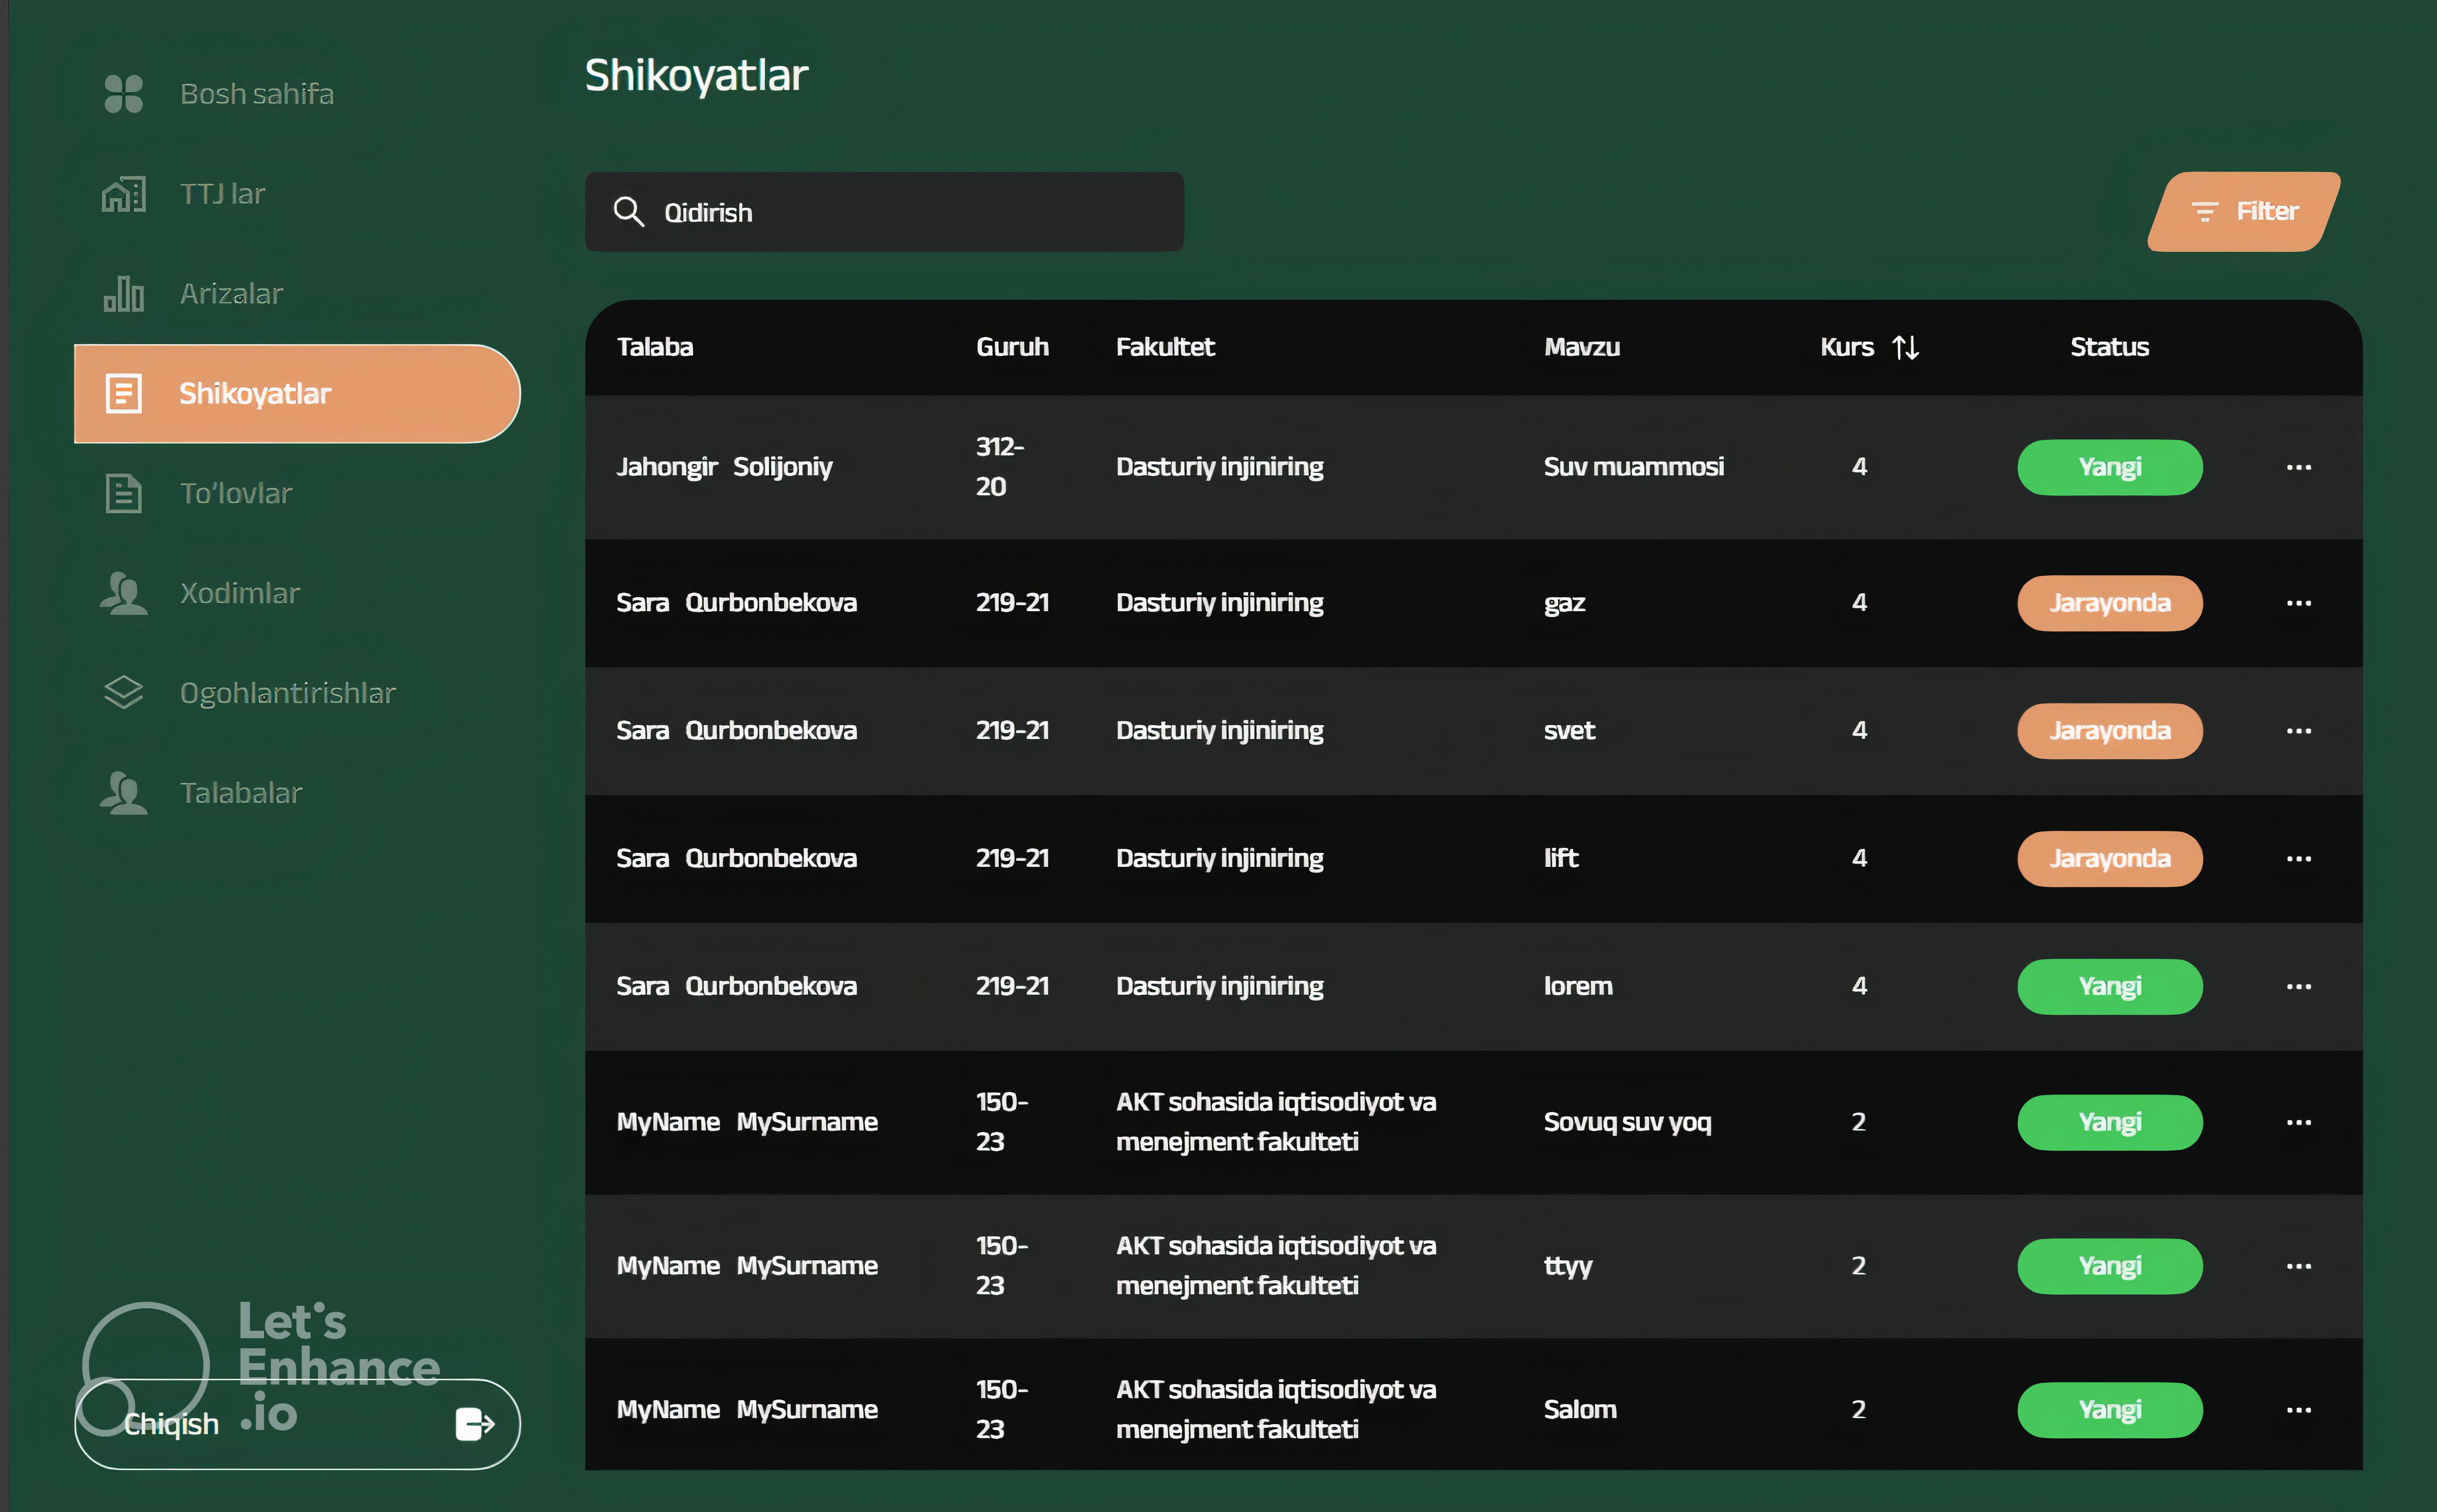 Bosh sahifa
TTJ lar
Arizalar
Shikoyatlar
To'lovlar
Xodimlar
Ogohlantirishlar
Talabalar
Let's
Enhance
.io
Chiqish
Shikoyatlar
Qidirish
Filter
Talaba Guruh Fakultet Mavzu Kurs Status
Jahongir Solijoniy 312- Dasturiy injiniring Suv muammosi 4 Yangi ...
20
Sara Qurbonbekova 219-21 Dasturiy injiniring gaz 4 Jarayonda ...
Sara Qurbonbekova 219-21 Dasturiy injiniring svet 4 Jarayonda ...
Sara Qurbonbekova 219-21 Dasturiy injiniring lift 4 Jarayonda ...
Sara Qurbonbekova 219-21 Dasturiy injiniring lorem 4 Yangi ...
MyName MySurname 150- AKT sohasida iqtisodiyot va Sovuq suv yoq 2 Yangi ...
23 menejment fakulteti
MyName MySurname 150- AKT sohasida iqtisodiyot va ttyy 2 Yangi ...
23 menejment fakulteti
MyName MySurname 150- AKT sohasida iqtisodiyot va Salom 2 Yangi ...
23 menejment fakulteti